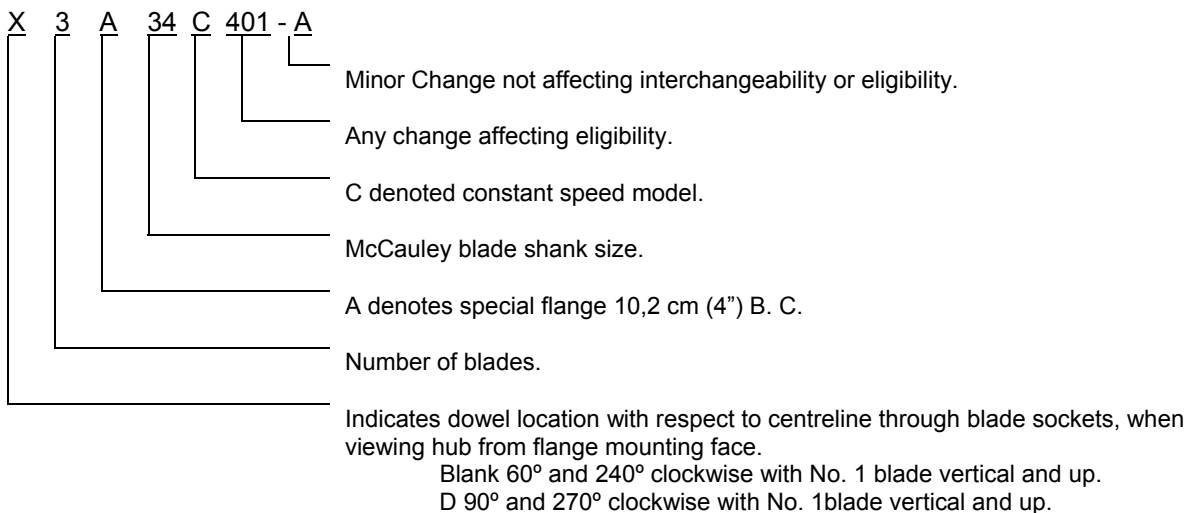 X 3 A 34 C 401 - A
Minor Change not affecting interchangeability or eligibility.
Any change affecting eligibility.
C denoted constant speed model.
McCauley blade shank size.
A denotes special flange 10,2 cm (4”) B. C.
Number of blades.
Indicates dowel location with respect to centreline through blade sockets, when
viewing hub from flange mounting face.
Blank 60º and 240º clockwise with No. 1 blade vertical and up.
D 90º and 270º clockwise with No. 1blade vertical and up.